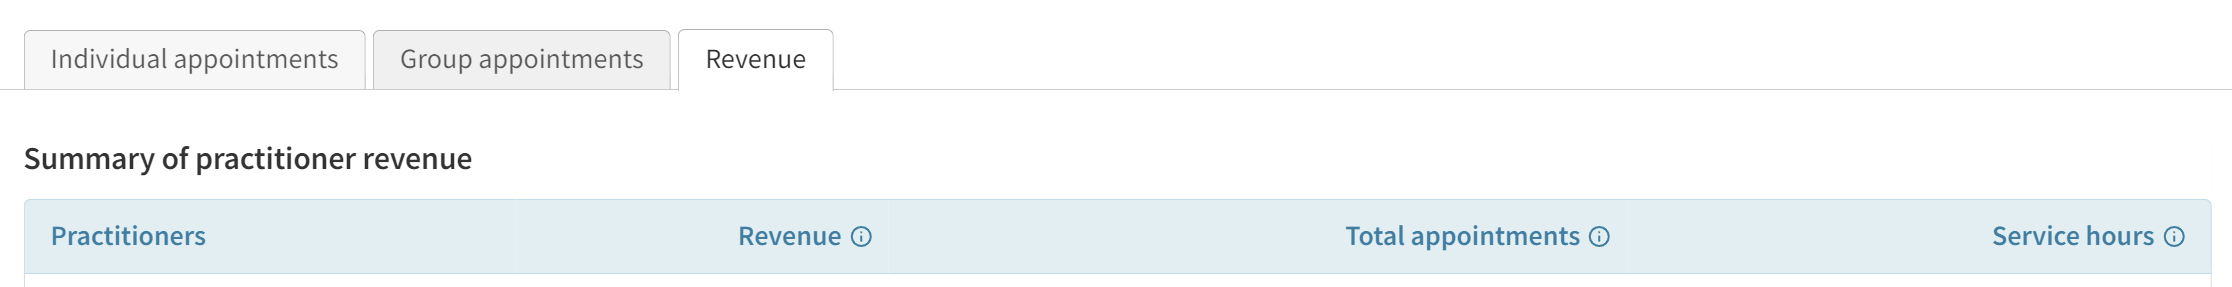 Individual appointments Group appointments Revenue
Summary of practitioner revenue
Practitioners Revenue Total appointments Service hours